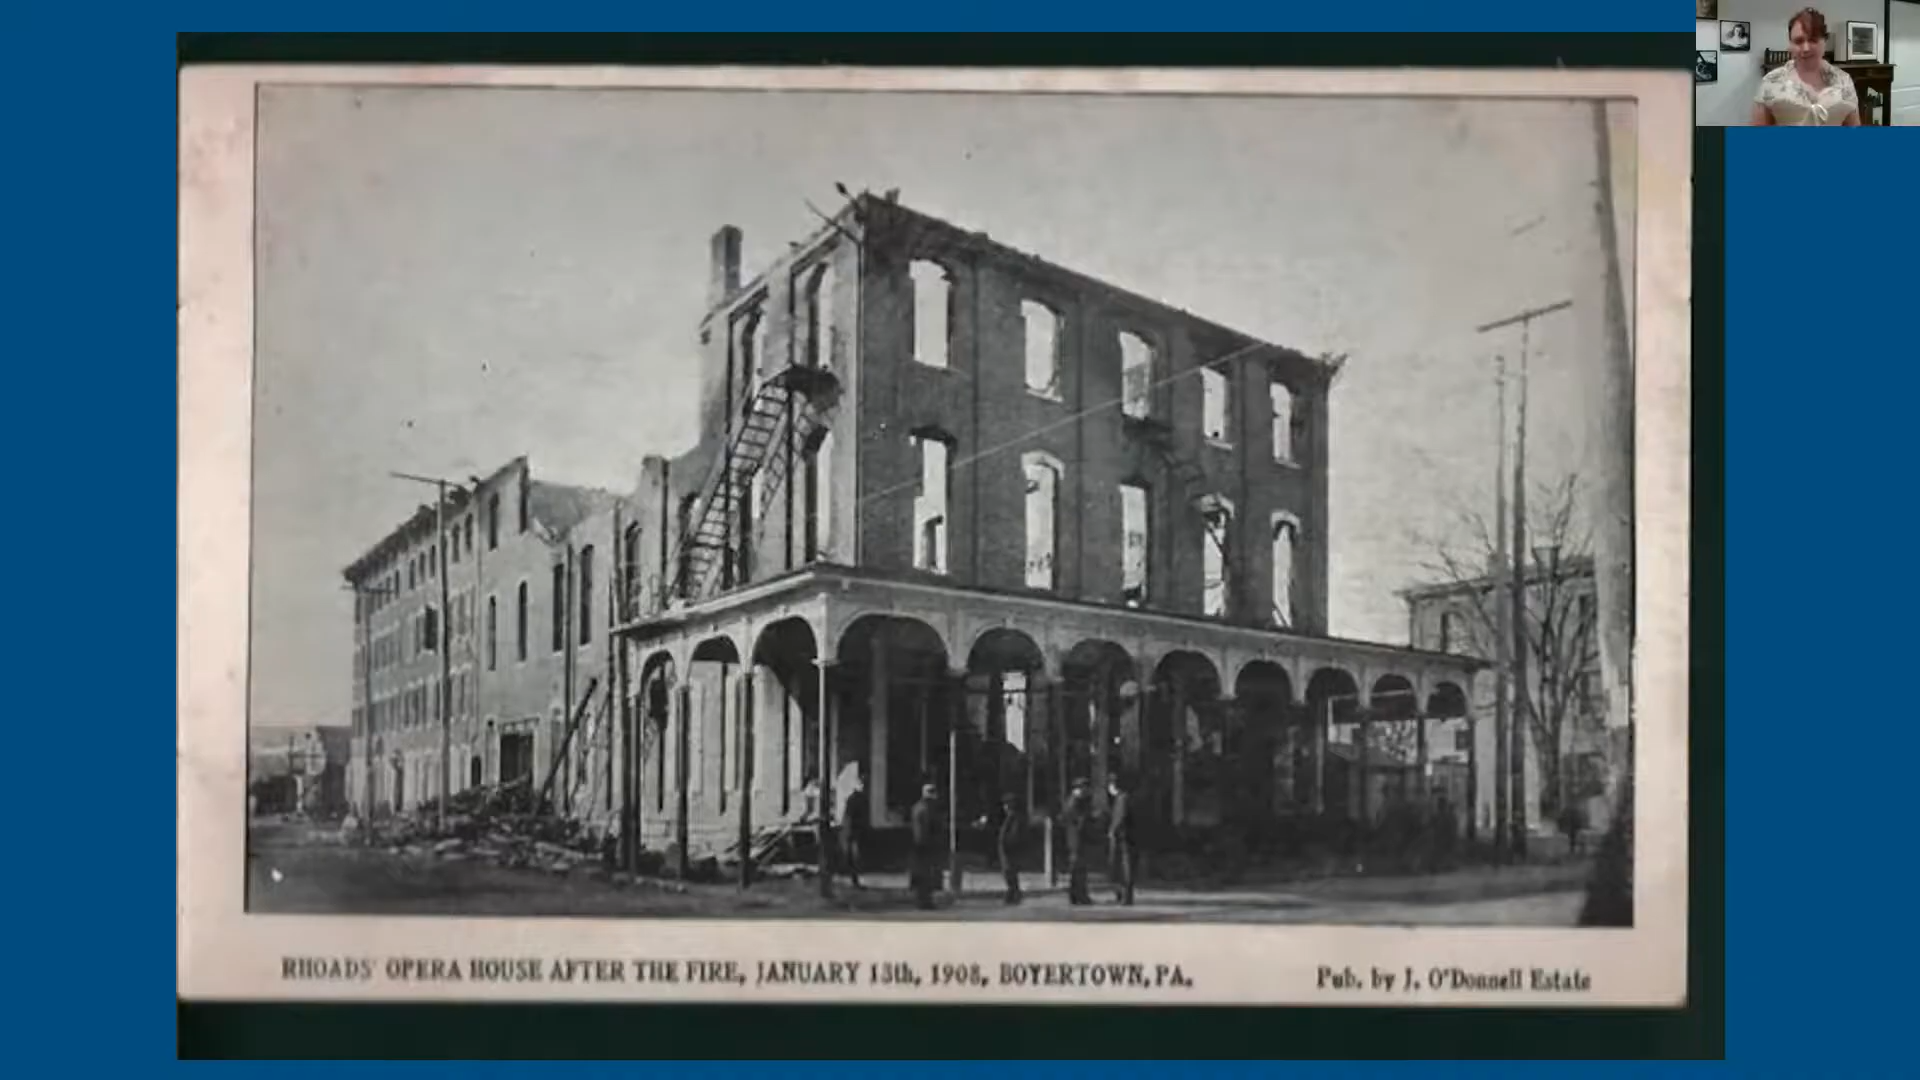 RHOADS' OPERA HOUSE AFTER THE FIRE, JANUARY 13th, 1908, BOYERTOWN, PA.
Pub. by J. O'Donnell Estate